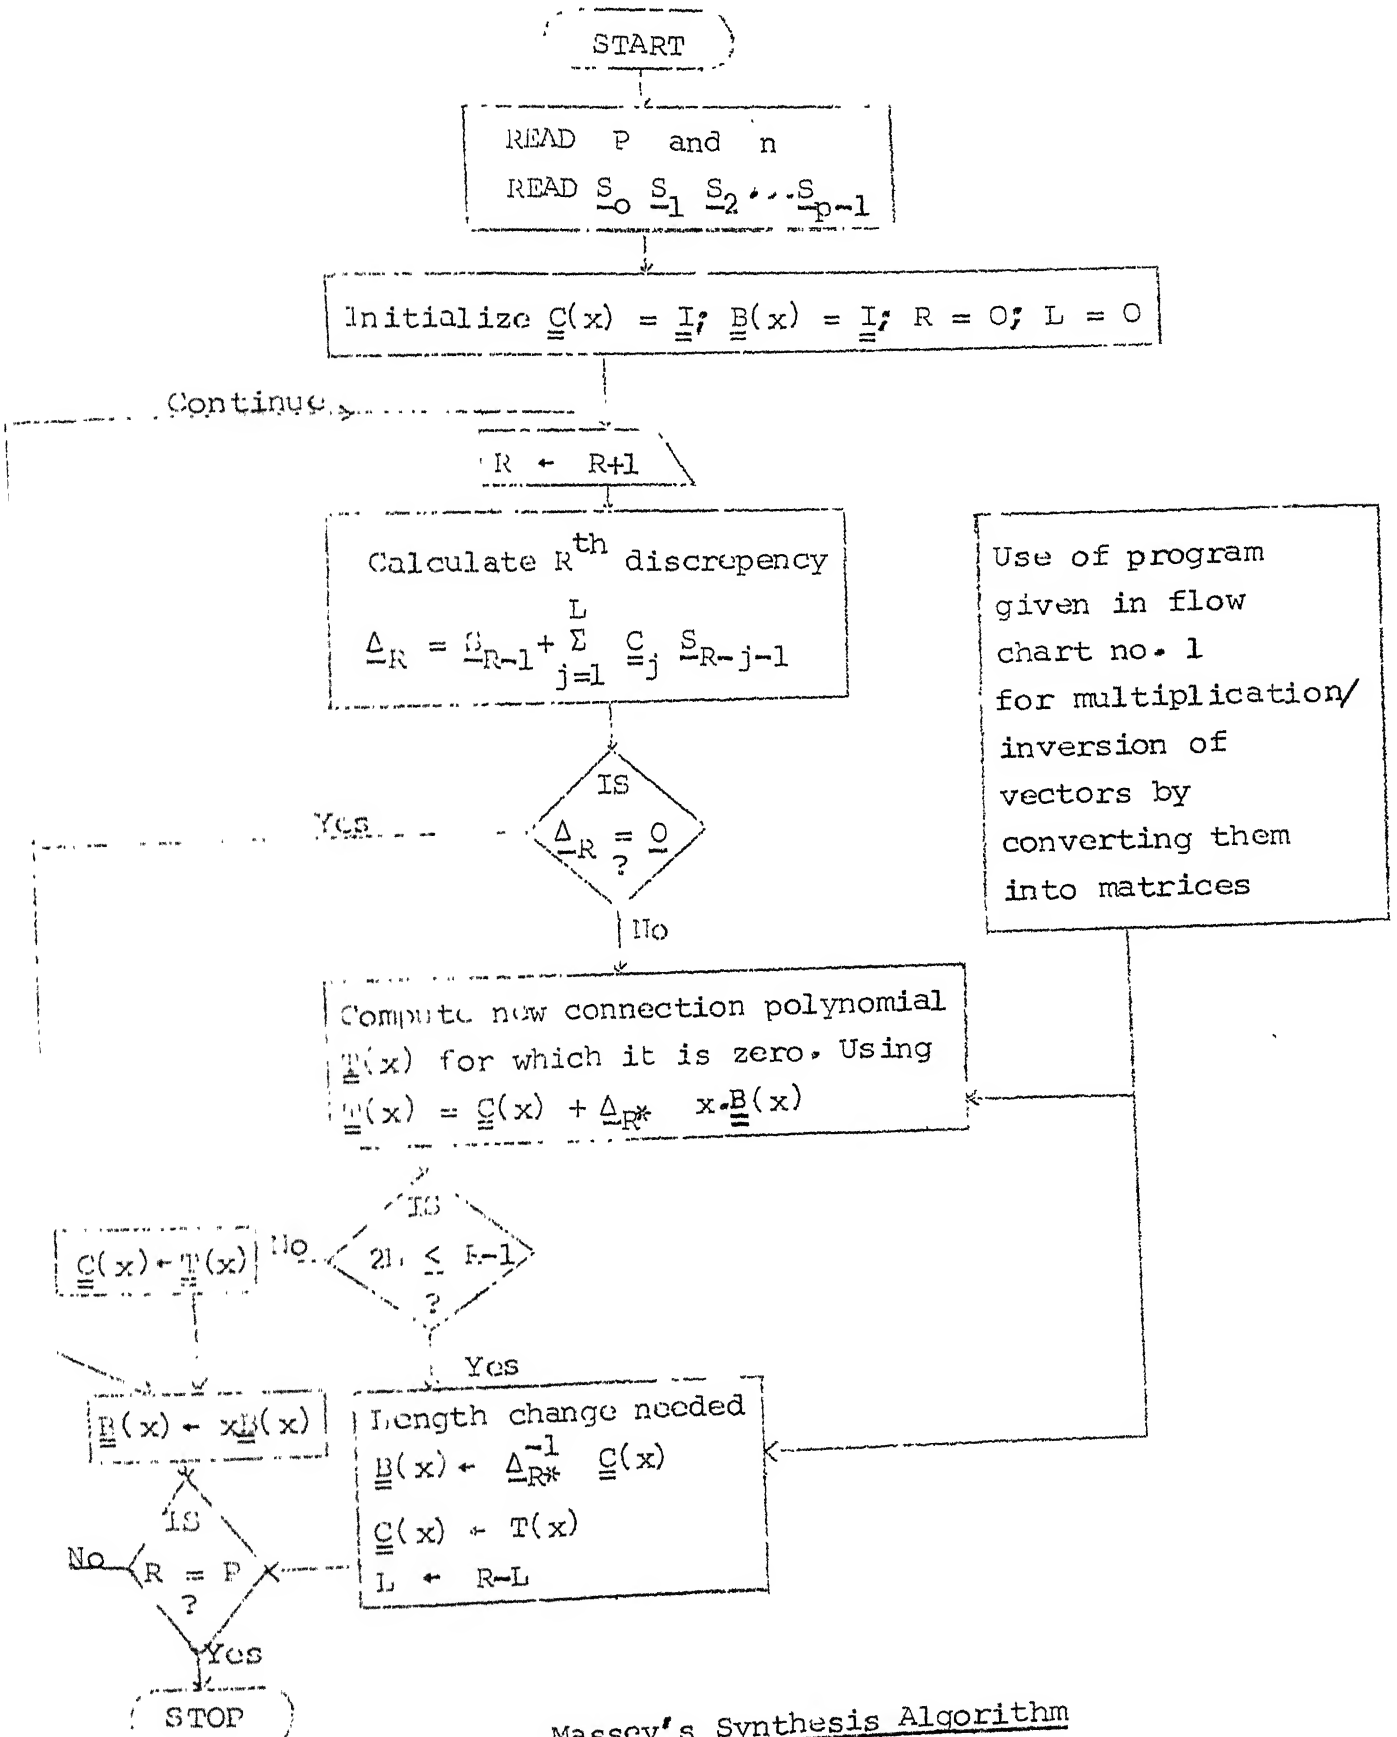 START
READ P and n
READ S_0 S_1 S_2 ... S_p-1
Initialize C(x) = I; B(x) = I; R = 0; L = 0
Continue
R ← R+1
Calculate R^th discrepency
Δ_R = S_R-1 + Σ_{j=1}^{L} C_j S_R-j-1
Use of program
given in flow
chart no. 1
for multiplication/
inversion of
vectors by
converting them
into matrices
IS
Δ_R = 0
?
Yes
No
Compute new connection polynomial
T(x) for which it is zero. Using
T(x) = C(x) + Δ_R* x.B(x)
IS
2L ≤ R-1
?
No
C(x) ← T(x)
Yes
B(x) ← xB(x)
Length change needed
B(x) ← Δ_R*^-1 C(x)
C(x) ← T(x)
L ← R-L
IS
R = P
?
No
Yes
STOP
Massey's Synthesis Algorithm